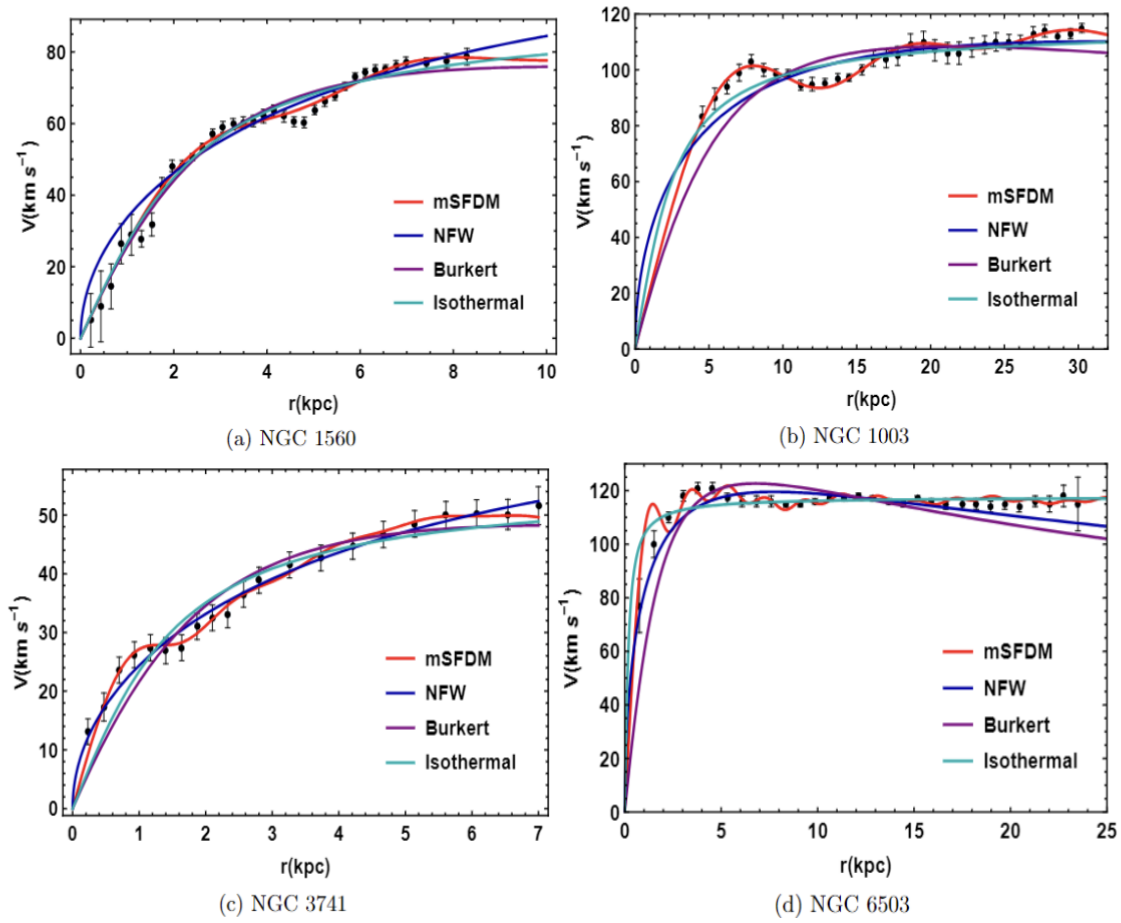 V(km s⁻¹)
80
60
40
20
0
mSFDM
NFW
Burkert
Isothermal
0 2 4 6 8 10
r(kpc)
(a) NGC 1560
V(km s⁻¹)
120
100
80
60
40
20
0
mSFDM
NFW
Burkert
Isothermal
0 5 10 15 20 25 30
r(kpc)
(b) NGC 1003
V(km s⁻¹)
50
40
30
20
10
0
mSFDM
NFW
Burkert
Isothermal
0 1 2 3 4 5 6 7
r(kpc)
(c) NGC 3741
V(km s⁻¹)
120
100
80
60
40
20
0
mSFDM
NFW
Burkert
Isothermal
0 5 10 15 20 25
r(kpc)
(d) NGC 6503